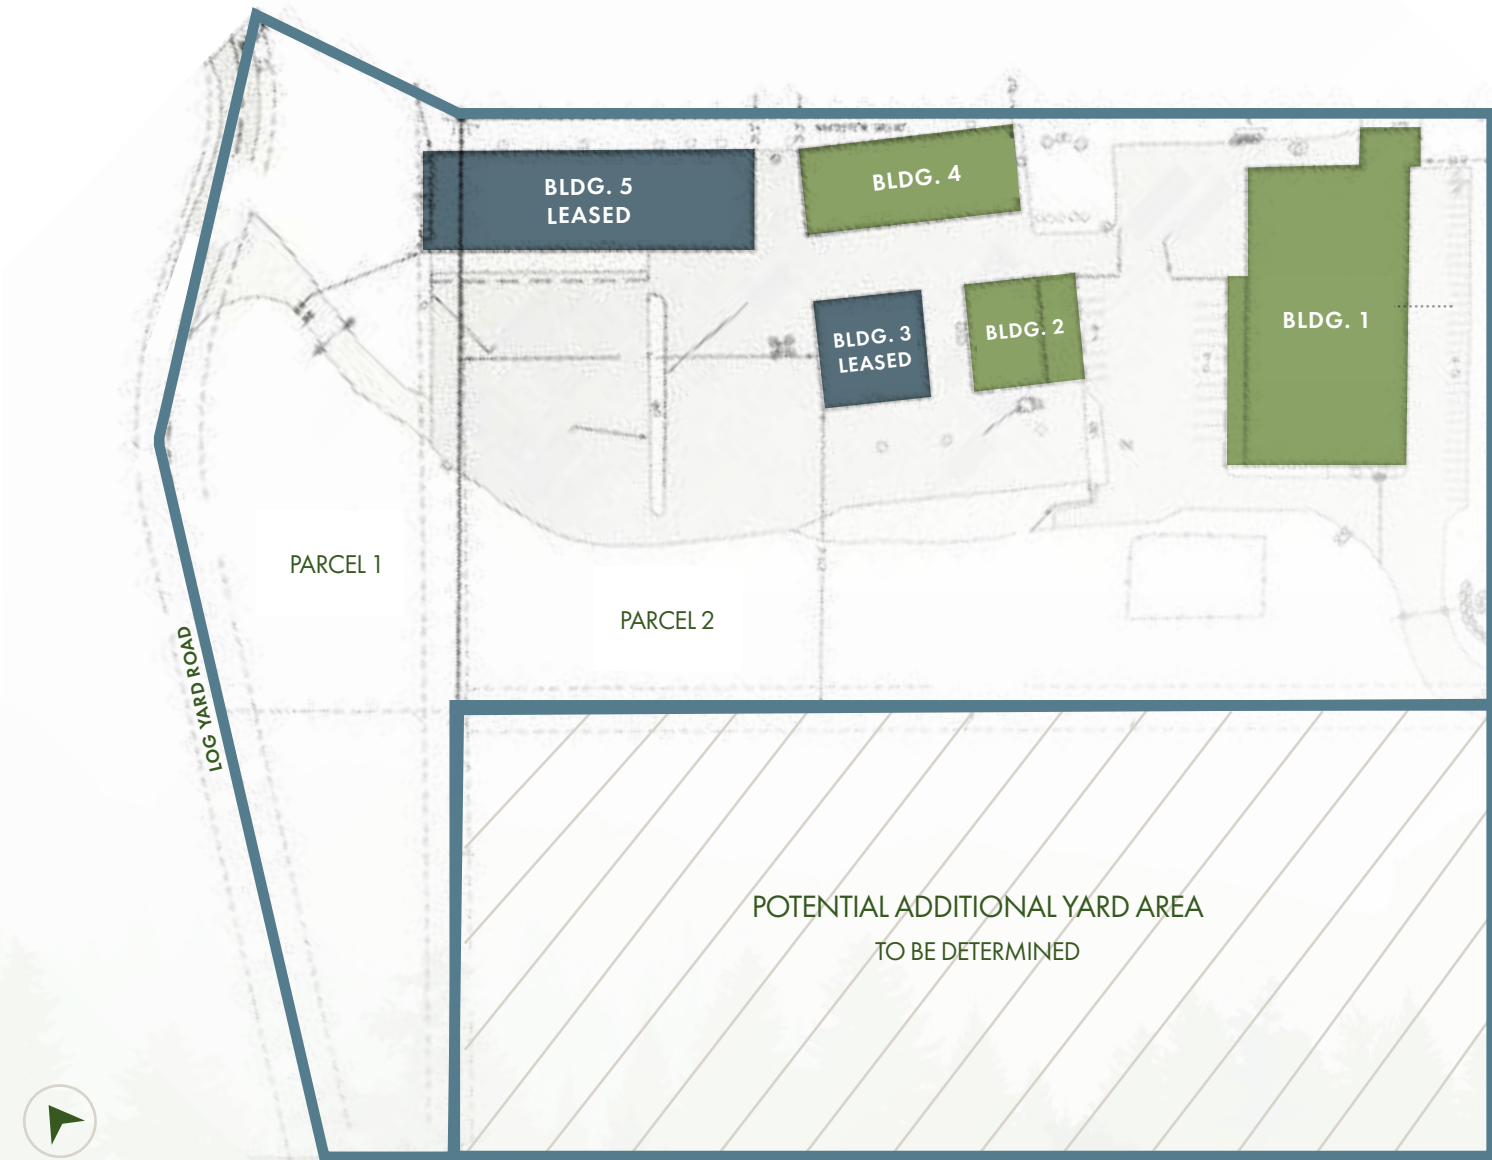 BLDG. 5
LEASED
BLDG. 4
BLDG. 3
LEASED
BLDG. 2
BLDG. 1
PARCEL 1
PARCEL 2
LOG YARD ROAD
POTENTIAL ADDITIONAL YARD AREA
TO BE DETERMINED